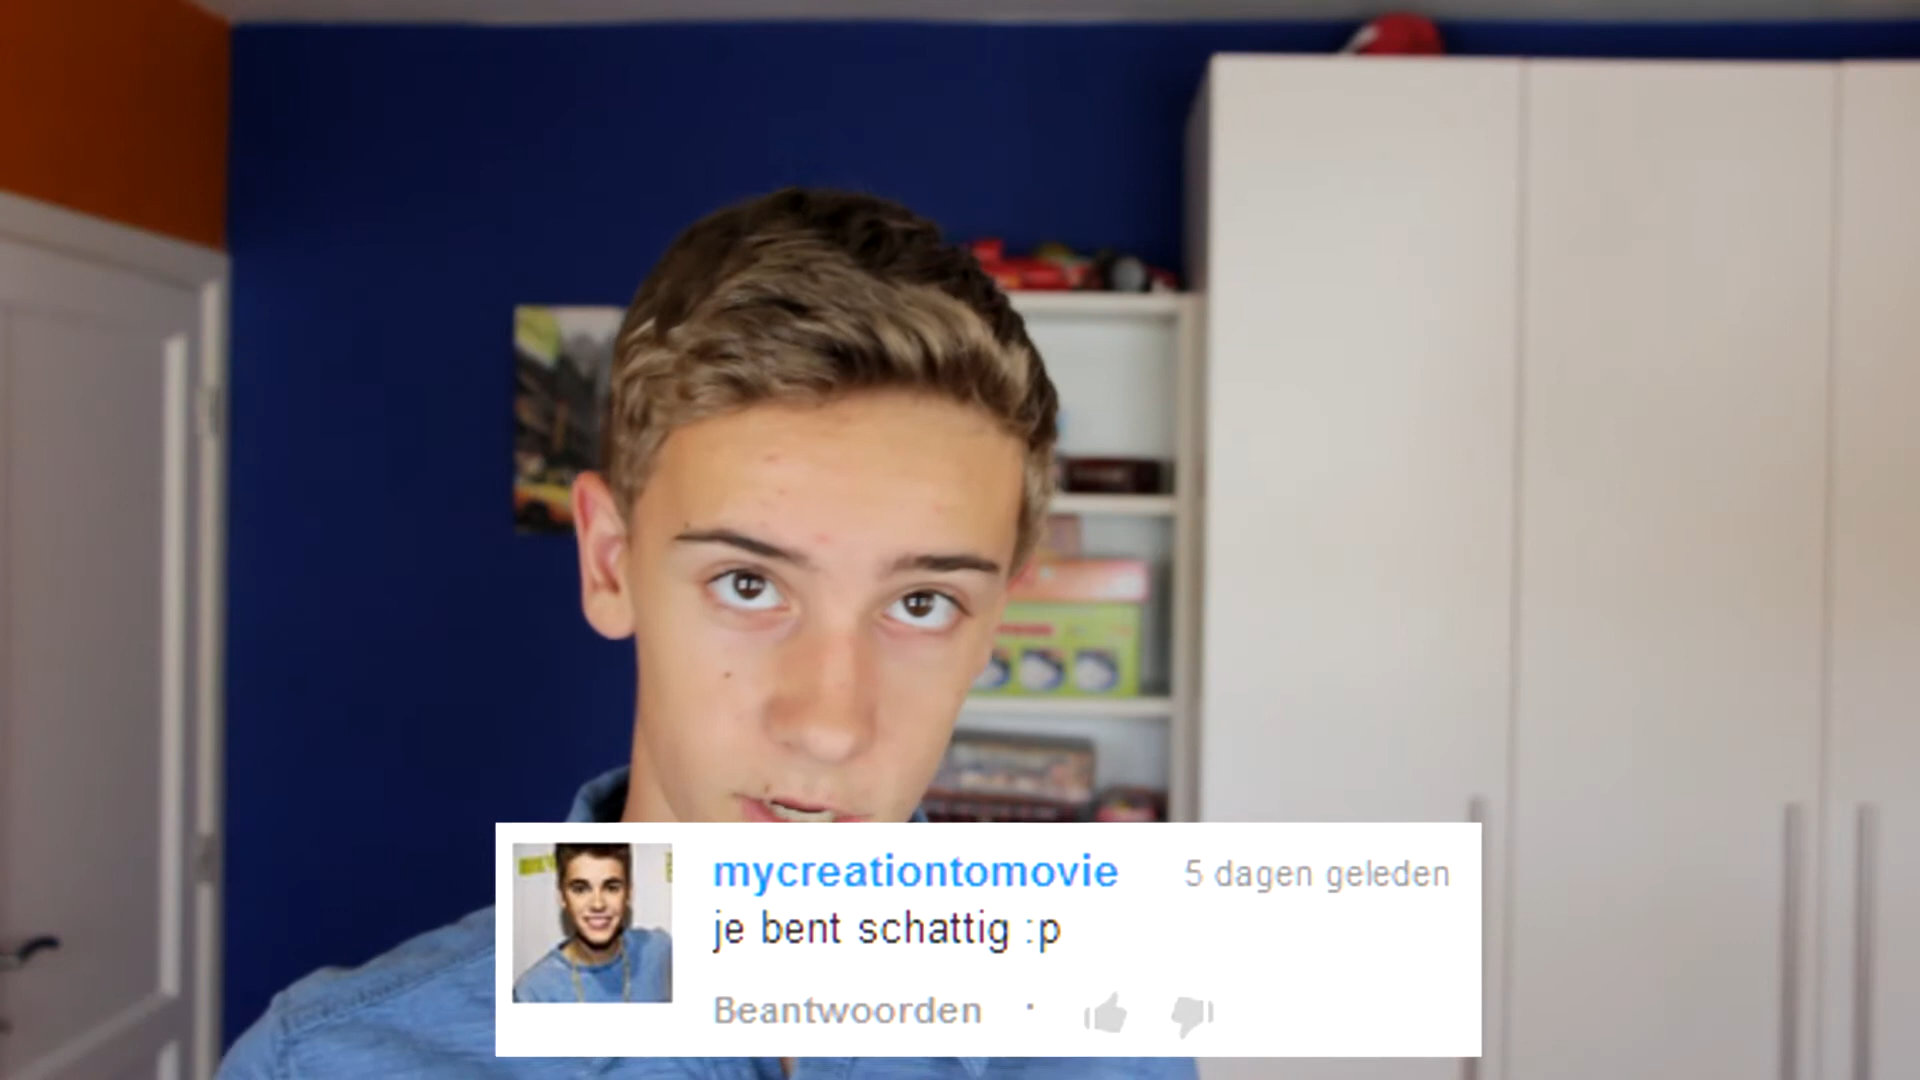 mycreationtomovie 5 dagen geleden
je bent schattig :p
Beantwoorden ·